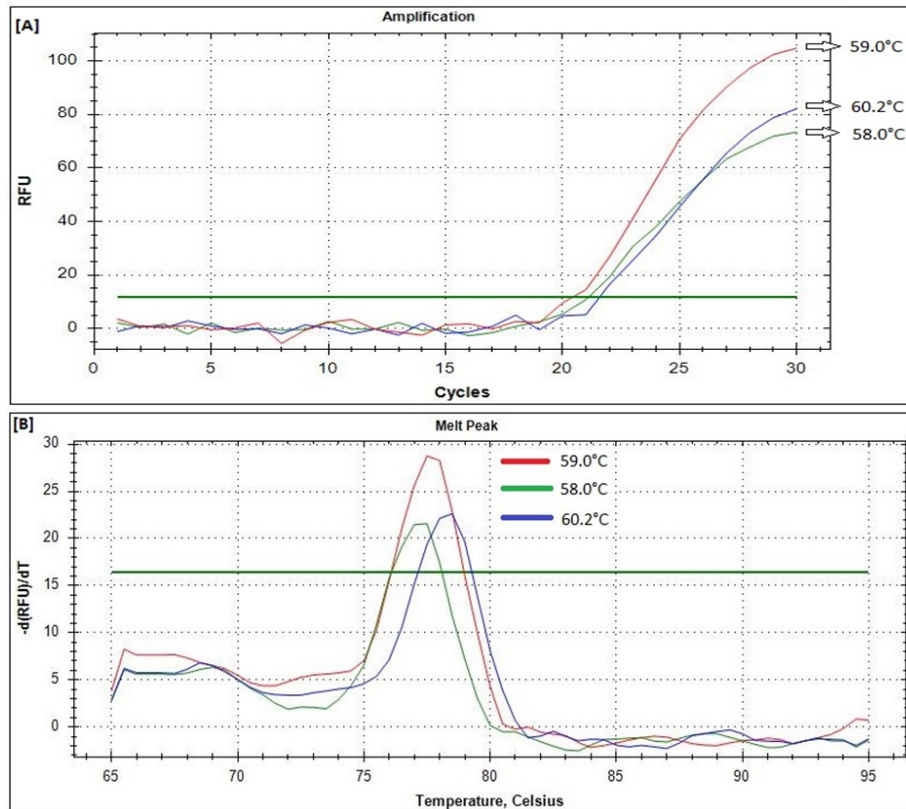 [A]
Amplification
100
80
60
40
20
0
RFU
0 5 10 15 20 25 30
Cycles
59.0°C
60.2°C
58.0°C
[B]
Melt Peak
30
25
20
15
10
5
0
-d(RFU)/dT
59.0°C
58.0°C
60.2°C
65 70 75 80 85 90 95
Temperature, Celsius